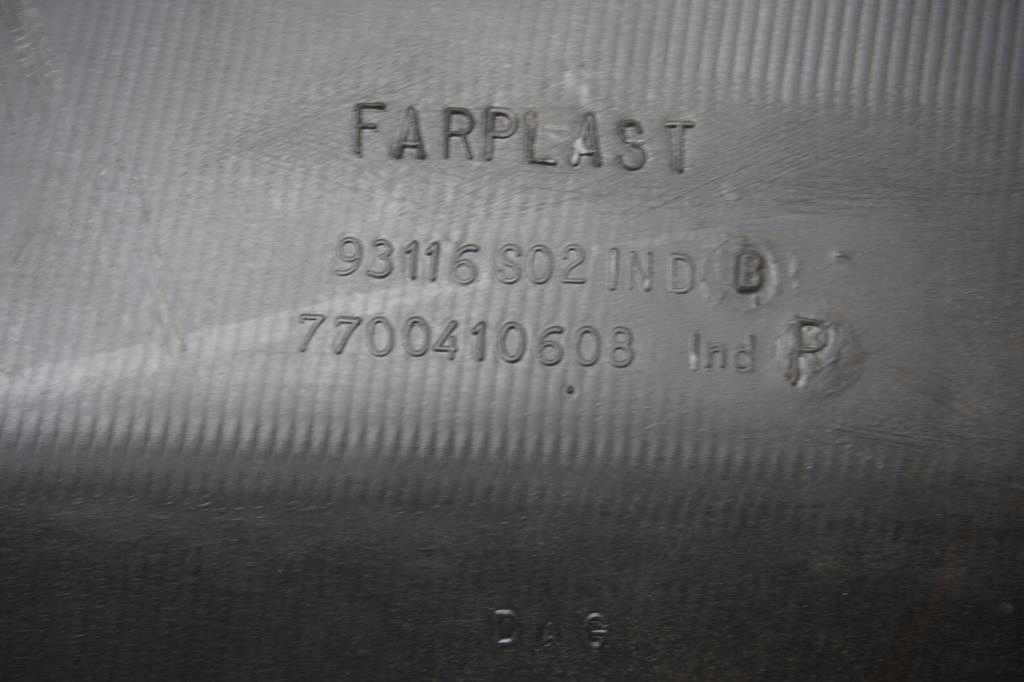 FARPLAST
93116 S02 IND B
7700410608 Ind P
DAG